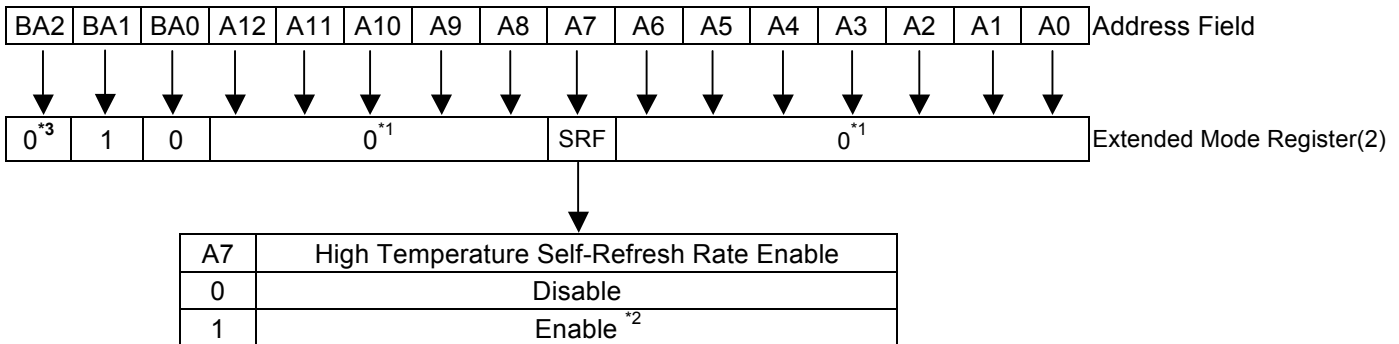 BA2 BA1 BA0 A12 A11 A10 A9 A8 A7 A6 A5 A4 A3 A2 A1 A0 Address Field
0*3 1 0 0*1 SRF 0*1 Extended Mode Register(2)
A7 High Temperature Self-Refresh Rate Enable
0 Disable
1 Enable *2